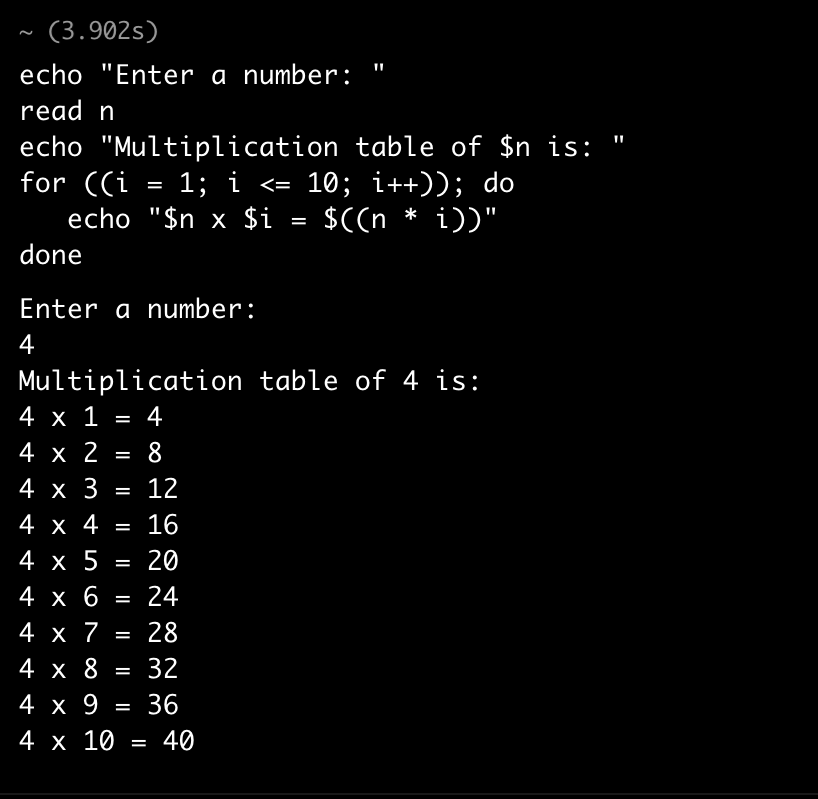 ~ (3.902s)
echo "Enter a number: "
read n
echo "Multiplication table of $n is: "
for ((i = 1; i <= 10; i++)); do
   echo "$n x $i = $((n * i))"
done
Enter a number:
4
Multiplication table of 4 is:
4 x 1 = 4
4 x 2 = 8
4 x 3 = 12
4 x 4 = 16
4 x 5 = 20
4 x 6 = 24
4 x 7 = 28
4 x 8 = 32
4 x 9 = 36
4 x 10 = 40